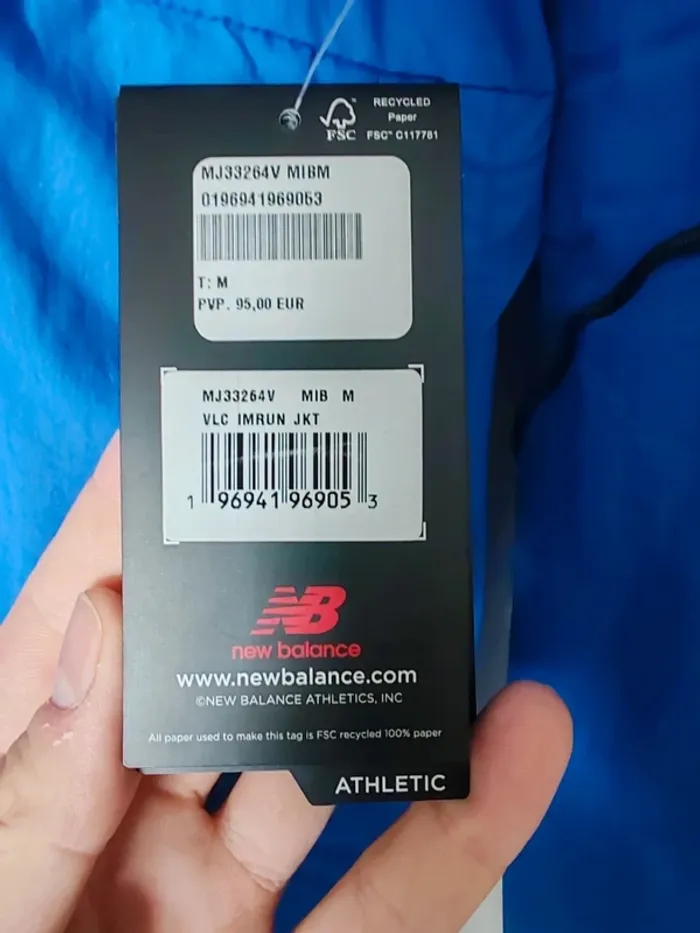 RECYCLED
Paper
FSC™ C117781
FSC
MJ33264V MIBM
0196941969053
T: M
PVP. 95,00 EUR
MJ33264V MIB M
VLC IMRUN JKT
1 96941 96905 3
NB
new balance
www.newbalance.com
©NEW BALANCE ATHLETICS, INC
All paper used to make this tag is FSC recycled 100% paper
ATHLETIC